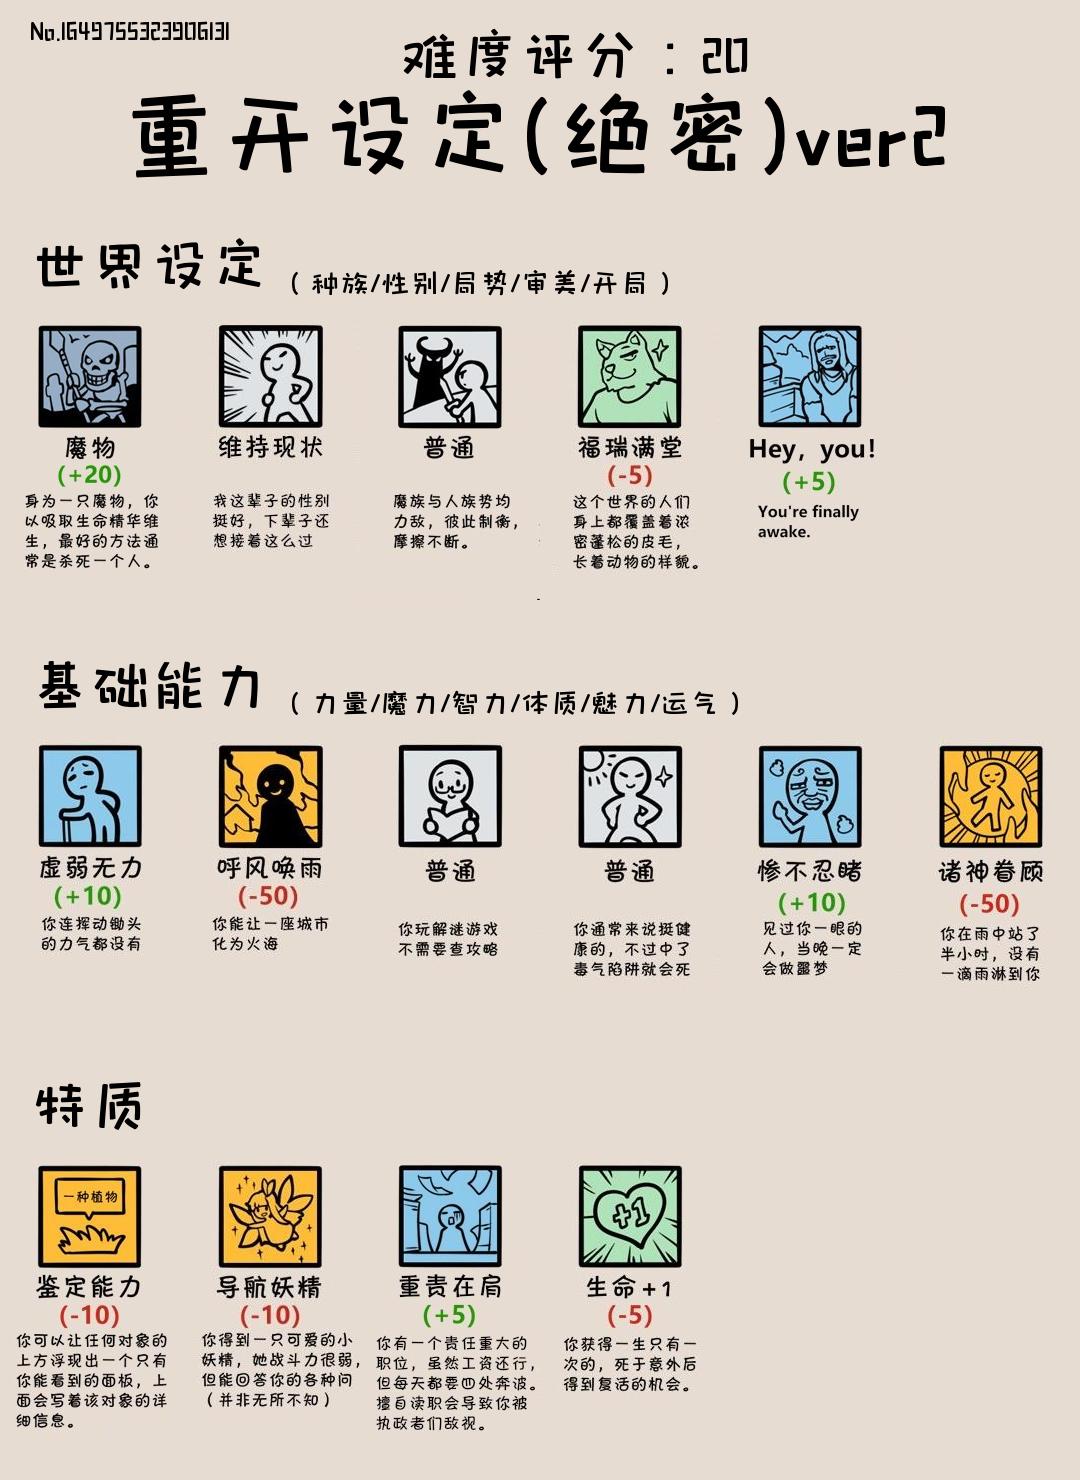 No.1649755323906131
难度评分：20
重开设定(绝密)ver2
世界设定（种族/性别/局势/审美/开局）
魔物 维持现状 普通 福瑞满堂 Hey, you!
(+20) (-5) (+5)
身为一只魔物，你
以吸取生命精华维
生，最好的方法通
常是杀死一个人。
我这辈子的性别
挺好，下辈子还
想接着这么过
魔族与人族势均
力敌，彼此制衡，
摩擦不断。
这个世界的人们
身上都覆盖着浓
密蓬松的皮毛，
长着动物的样貌。
You're finally
awake.
基础能力（力量/魔力/智力/体质/魅力/运气）
虚弱无力 呼风唤雨 普通 普通 惨不忍睹 诸神眷顾
(+10) (-50) (+10) (-50)
你连挥动锄头
的力气都没有
你能让一座城市
化为火海
你玩解谜游戏
不需要查攻略
你通常来说挺健
康的，不过中了
毒气陷阱就会死
见过你一眼的
人，当晚一定
会做噩梦
你在雨中站了
半小时，没有
一滴雨淋到你
特质
一种植物
+1
鉴定能力 导航妖精 重责在肩 生命+1
(-10) (-10) (+5) (-5)
你可以让任何对象的
上方浮现出一个只有
你能看到的面板，上
面会写着该对象的详
细信息。
你得到一只可爱的小
妖精，她战斗力很弱，
但能回答你的各种问
（并非无所不知）
你有一个责任重大的
职位，虽然工资还行，
但每天都要四处奔波。
擅自渎职会导致你被
执政者们敌视。
你获得一生只有一
次的，死于意外后
得到复活的机会。